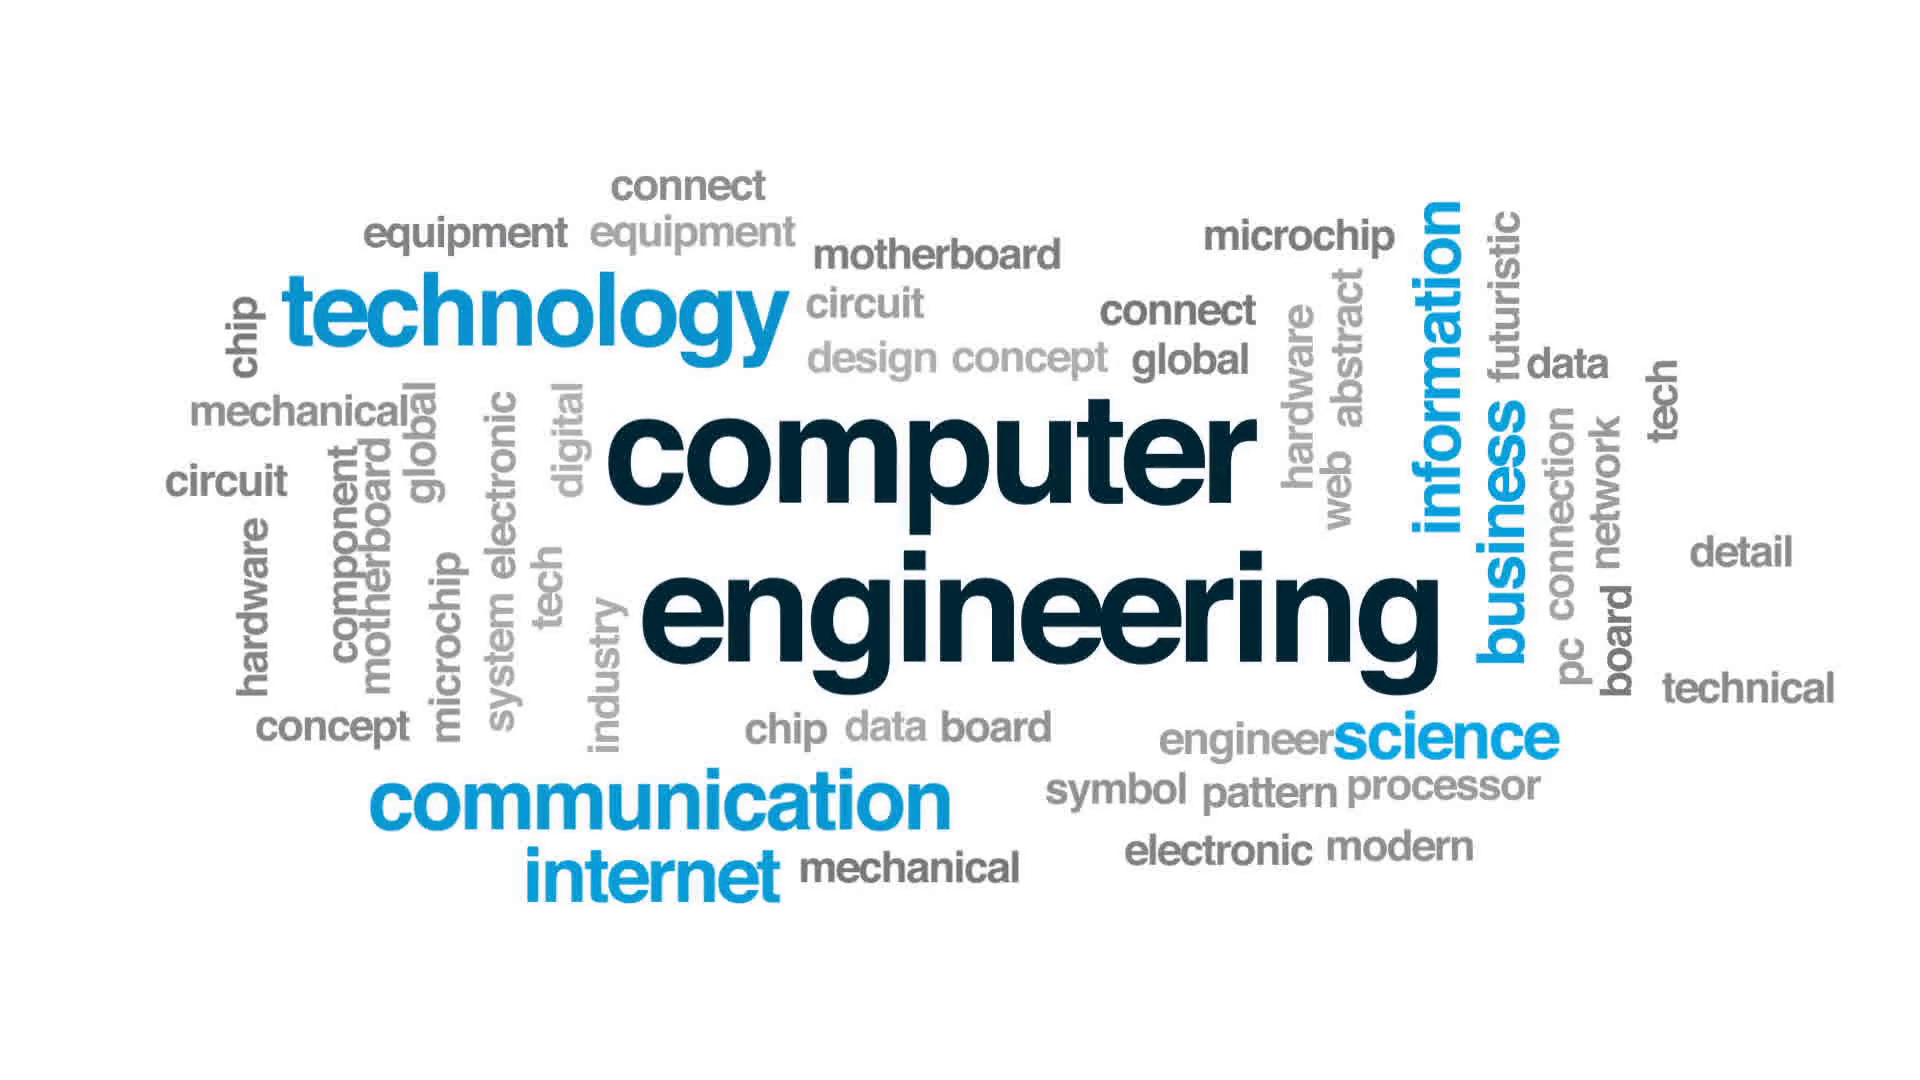 connect
equipment equipment
motherboard
microchip
technology
circuit
connect
design concept global
chip
mechanical
global
circuit
component
motherboard
hardware
concept
microchip
system electronic
digital
tech
industry
computer
engineering
hardware
web abstract
information
futuristic
business
data
connection
pc
network
board
tech
detail
technical
chip data board
engineer science
communication
symbol pattern processor
internet mechanical
electronic modern